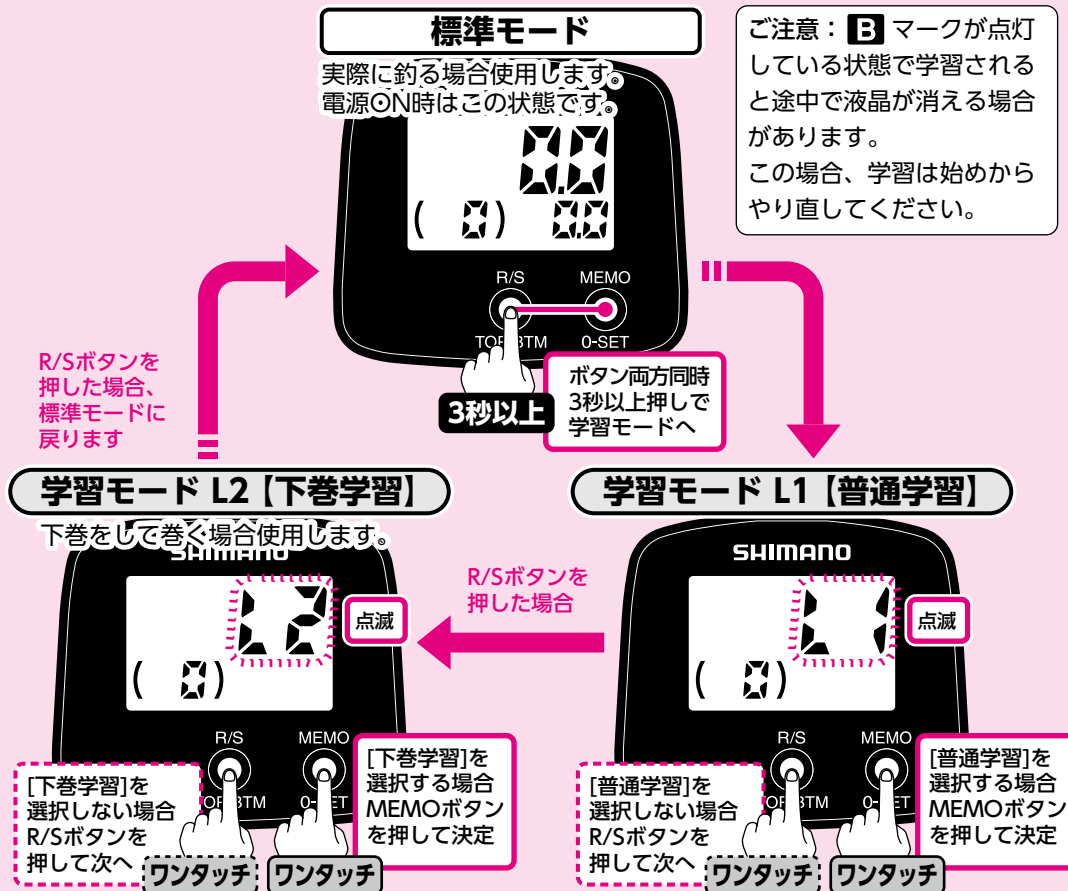 標準モード
実際に釣る場合使用します。
電源ON時はこの状態です。
ご注意： B マークが点灯
している状態で学習される
と途中で液晶が消える場合
があります。
この場合、学習は始めから
やり直してください。
0.0
( 0) 0.0
R/S MEMO
0-SET
3秒以上
ボタン両方同時
3秒以上押しで
学習モードへ
R/Sボタンを
押した場合、
標準モードに
戻ります
学習モード L2【下巻学習】
下巻をして巻く場合使用します。
SHIMANO
L2
点滅
( 0)
R/S MEMO
[下巻学習]を
選択しない場合
R/Sボタンを
押して次へ
ワンタッチ
[下巻学習]を
選択する場合
MEMOボタン
を押して決定
ワンタッチ
R/Sボタンを
押した場合
学習モード L1【普通学習】
SHIMANO
L1
点滅
( 0)
R/S MEMO
[普通学習]を
選択しない場合
R/Sボタンを
押して次へ
ワンタッチ
[普通学習]を
選択する場合
MEMOボタン
を押して決定
ワンタッチ